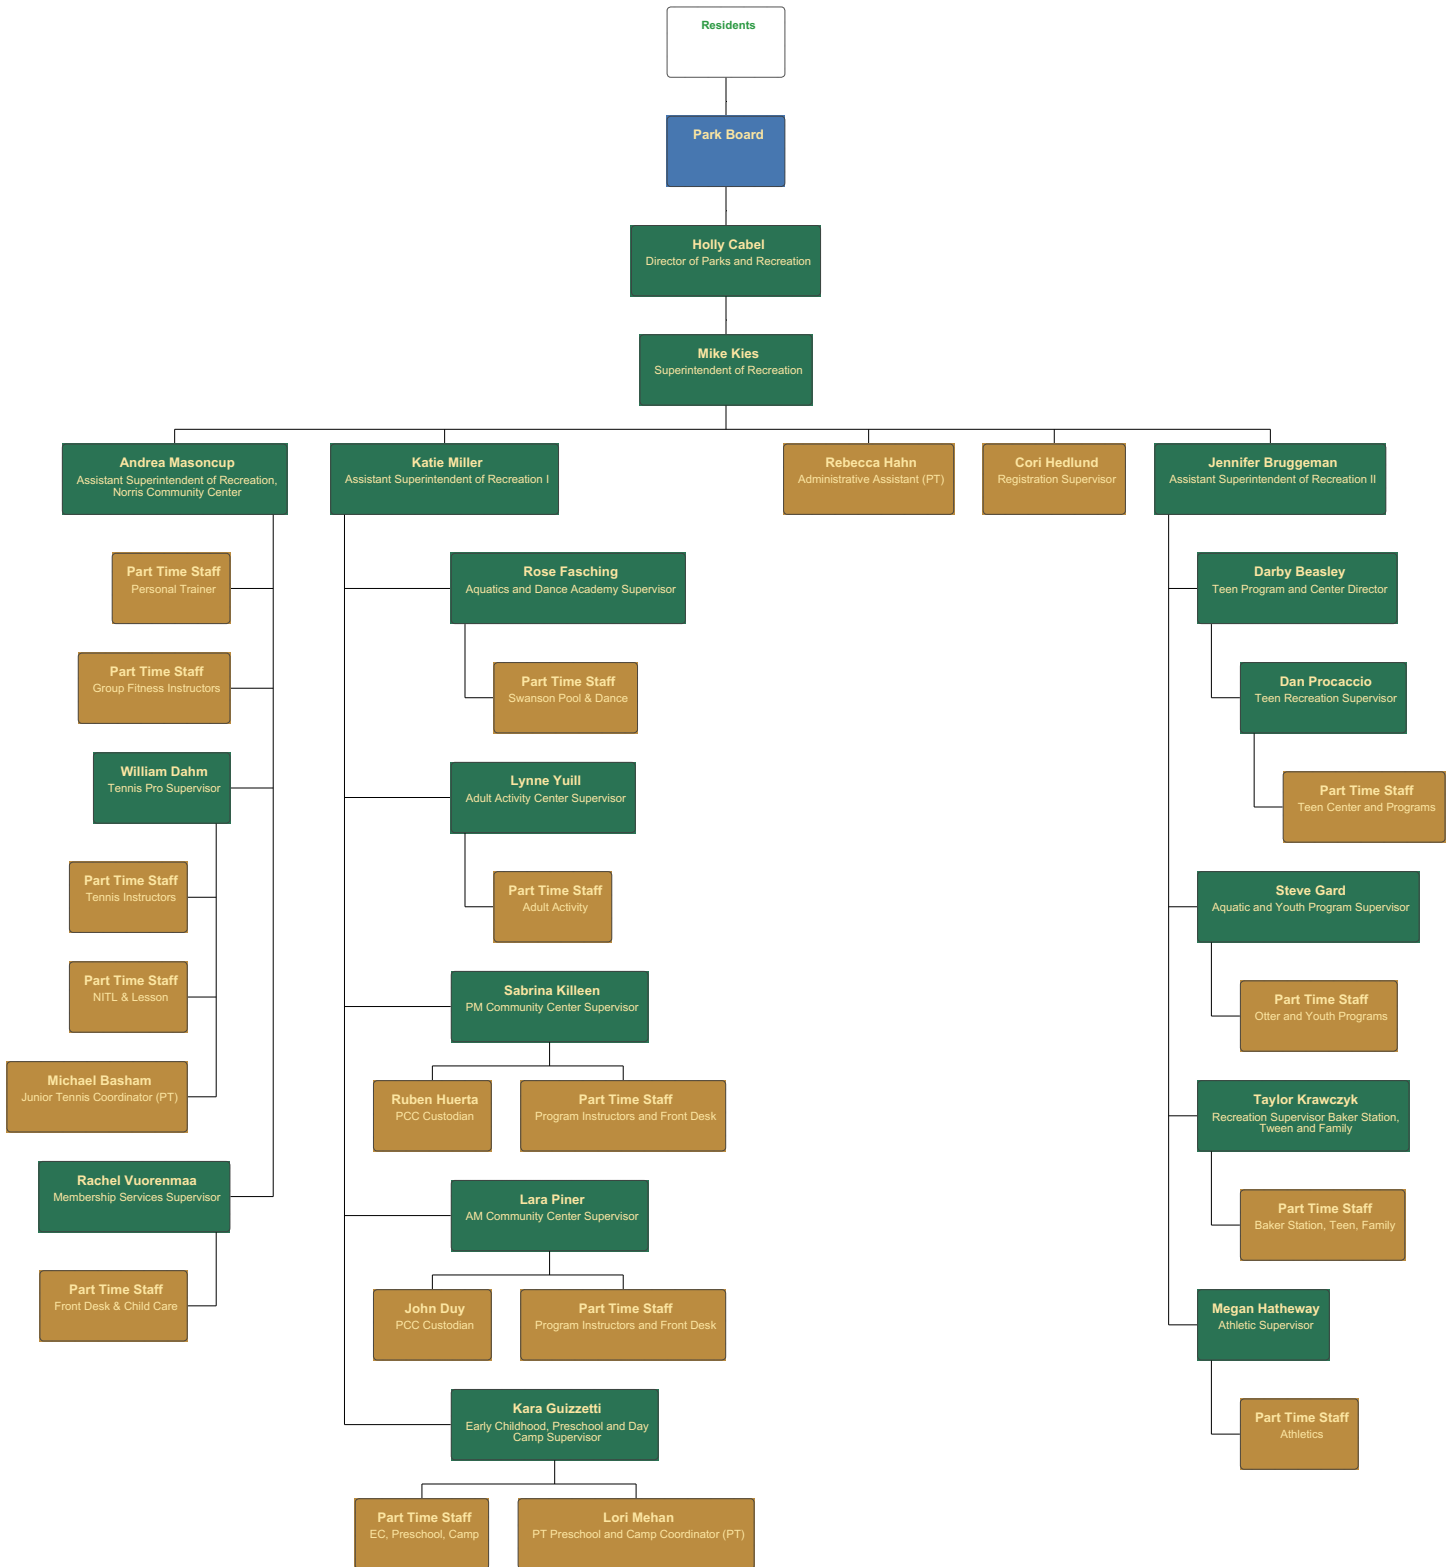 Residents
Park Board
Holly Cabel
Director of Parks and Recreation
Mike Kies
Superintendent of Recreation
Andrea Masoncup
Assistant Superintendent of Recreation,
Norris Community Center
Katie Miller
Assistant Superintendent of Recreation I
Rebecca Hahn
Administrative Assistant (PT)
Cori Hedlund
Registration Supervisor
Jennifer Bruggeman
Assistant Superintendent of Recreation II
Part Time Staff
Personal Trainer
Part Time Staff
Group Fitness Instructors
William Dahm
Tennis Pro Supervisor
Part Time Staff
Tennis Instructors
Part Time Staff
NITL & Lesson
Michael Basham
Junior Tennis Coordinator (PT)
Rachel Vuorenmaa
Membership Services Supervisor
Part Time Staff
Front Desk & Child Care
Rose Fasching
Aquatics and Dance Academy Supervisor
Part Time Staff
Swanson Pool & Dance
Lynne Yuill
Adult Activity Center Supervisor
Part Time Staff
Adult Activity
Sabrina Killeen
PM Community Center Supervisor
Ruben Huerta
PCC Custodian
Part Time Staff
Program Instructors and Front Desk
Lara Piner
AM Community Center Supervisor
John Duy
PCC Custodian
Part Time Staff
Program Instructors and Front Desk
Kara Guizzetti
Early Childhood, Preschool and Day
Camp Supervisor
Part Time Staff
EC, Preschool, Camp
Lori Mehan
PT Preschool and Camp Coordinator (PT)
Darby Beasley
Teen Program and Center Director
Dan Procaccio
Teen Recreation Supervisor
Part Time Staff
Teen Center and Programs
Steve Gard
Aquatic and Youth Program Supervisor
Part Time Staff
Otter and Youth Programs
Taylor Krawczyk
Recreation Supervisor Baker Station,
Tween and Family
Part Time Staff
Baker Station, Teen, Family
Megan Hatheway
Athletic Supervisor
Part Time Staff
Athletics